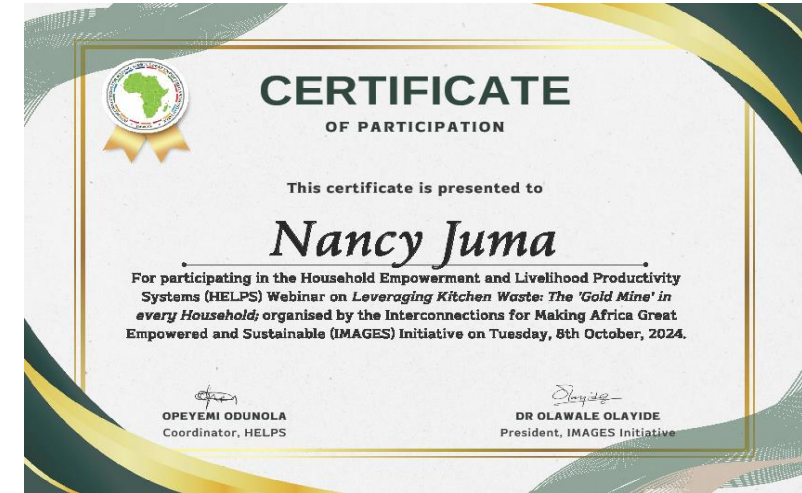 CERTIFICATE
OF PARTICIPATION
This certificate is presented to
Nancy Juma
For participating in the Household Empowerment and Livelihood Productivity
Systems (HELPS) Webinar on Leveraging Kitchen Waste: The 'Gold Mine' in
every Household; organised by the Interconnections for Making Africa Great
Empowered and Sustainable (IMAGES) Initiative on Tuesday, 8th October, 2024.
OPEYEMI ODUNOLA
Coordinator, HELPS
DR OLAWALE OLAYIDE
President, IMAGES Initiative